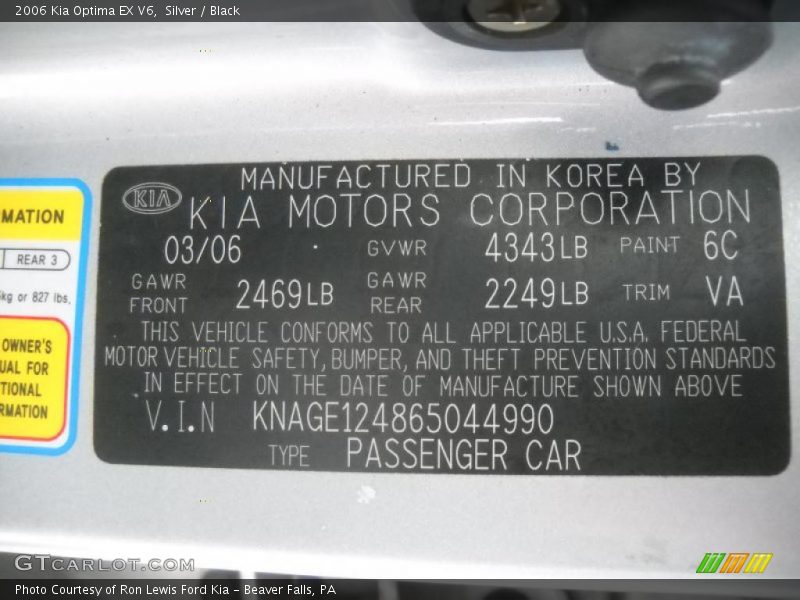 2006 Kia Optima EX V6,  Silver / Black
MANUFACTURED IN KOREA BY
KIA
KIA MOTORS CORPORATION
03/06 GVWR 4343LB PAINT 6C
GAWR FRONT 2469LB GAWR REAR 2249LB TRIM VA
THIS VEHICLE CONFORMS TO ALL APPLICABLE U.S.A. FEDERAL
MOTOR VEHICLE SAFETY, BUMPER, AND THEFT PREVENTION STANDARDS
IN EFFECT ON THE DATE OF MANUFACTURE SHOWN ABOVE
V.I.N KNAGE124865044990
TYPE PASSENGER CAR
MATION
REAR 3
kg or 827 lbs.
OWNER'S
UAL FOR
TIONAL
RMATION
GTCARLOT.COM
Photo Courtesy of Ron Lewis Ford Kia – Beaver Falls, PA